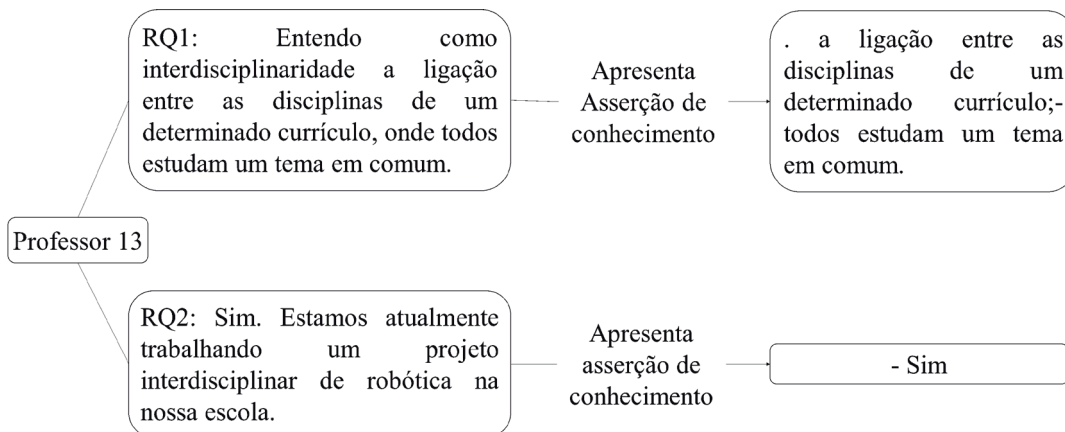 RQ1: Entendo como
interdisciplinaridade a ligação
entre as disciplinas de um
determinado currículo, onde todos
estudam um tema em comum.
Apresenta
Asserção de
conhecimento
. a ligação entre as
disciplinas de um
determinado currículo;-
todos estudam um tema
em comum.
Professor 13
RQ2: Sim. Estamos atualmente
trabalhando um projeto
interdisciplinar de robótica na
nossa escola.
Apresenta
asserção de
conhecimento
- Sim